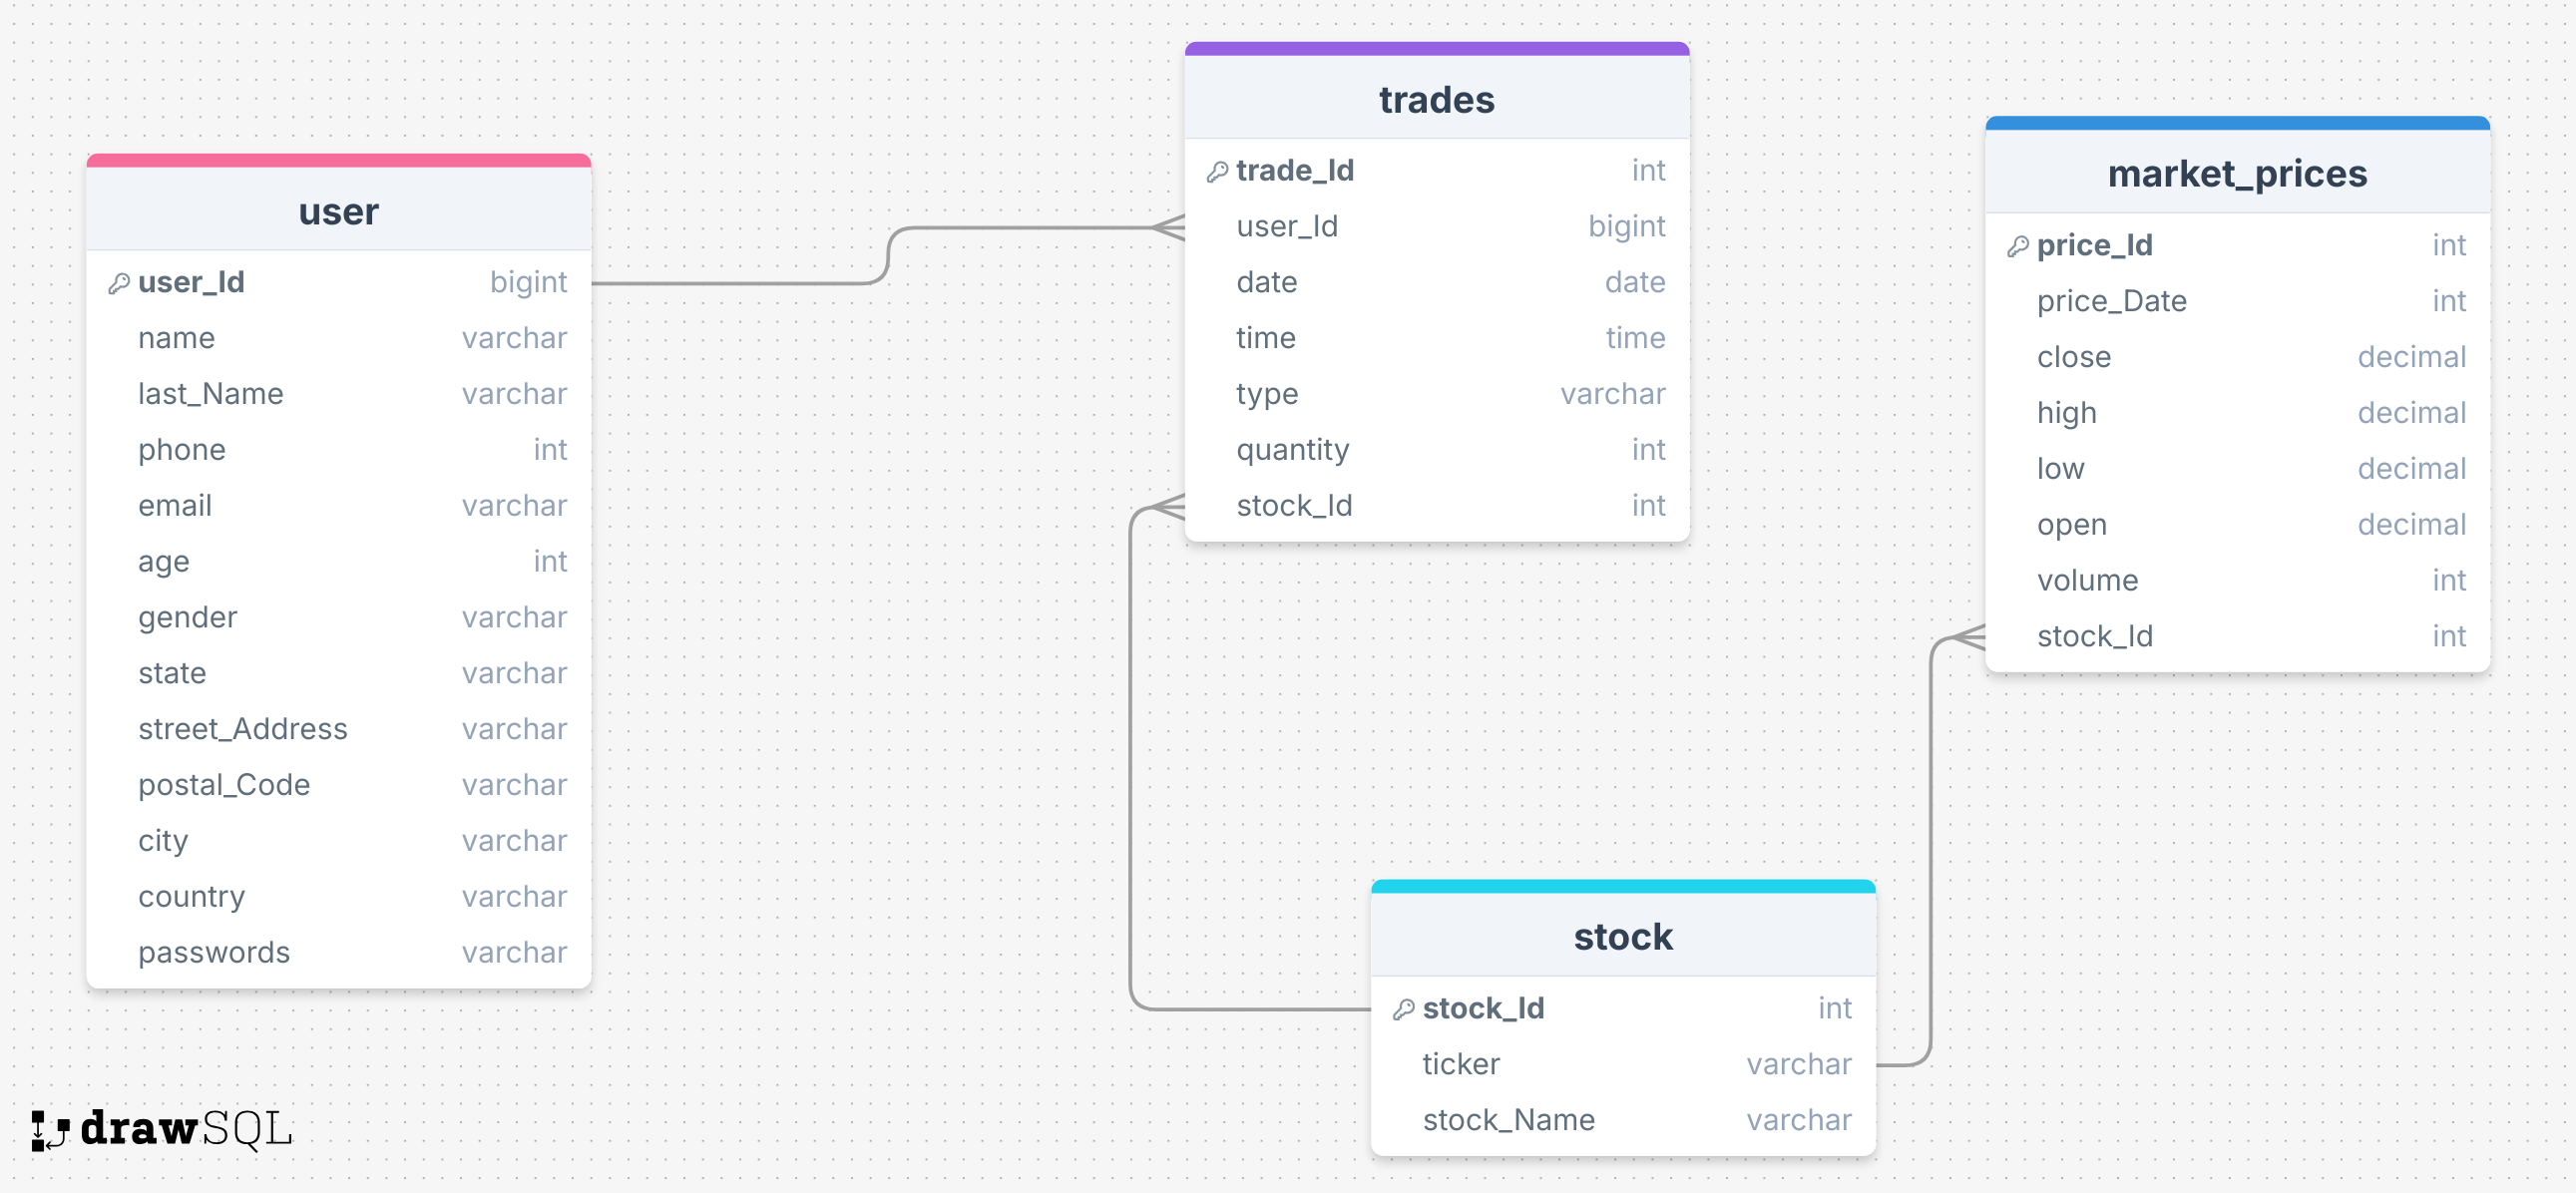 user
user_Id bigint
name varchar
last_Name varchar
phone int
email varchar
age int
gender varchar
state varchar
street_Address varchar
postal_Code varchar
city varchar
country varchar
passwords varchar
trades
trade_Id int
user_Id bigint
date date
time time
type varchar
quantity int
stock_Id int
market_prices
price_Id int
price_Date int
close decimal
high decimal
low decimal
open decimal
volume int
stock_Id int
stock
stock_Id int
ticker varchar
stock_Name varchar
drawSQL